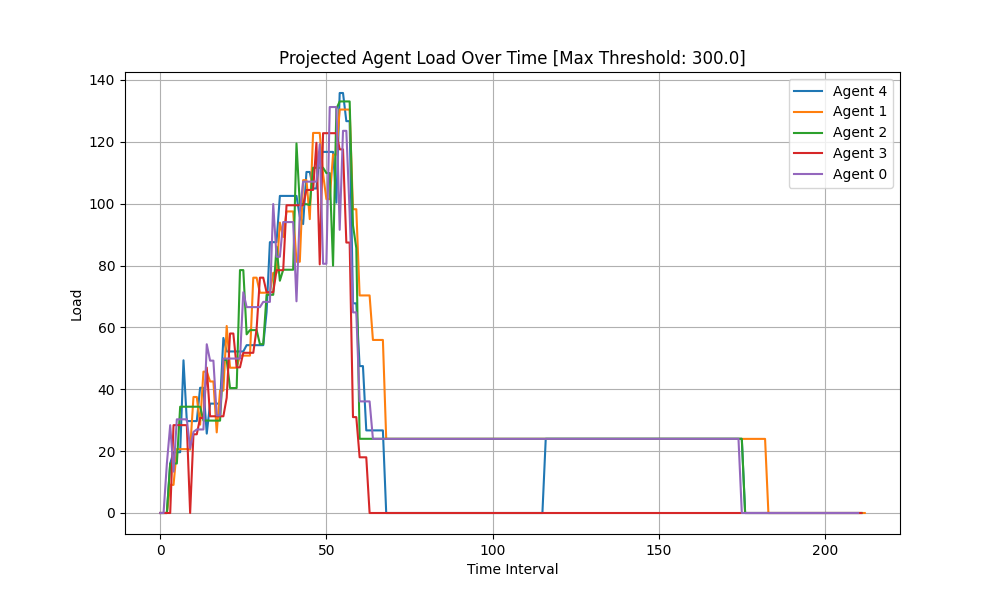 Projected Agent Load Over Time [Max Threshold: 300.0]
Load
140
120
100
80
60
40
20
0
0
50
100
150
200
Time Interval
Agent 4
Agent 1
Agent 2
Agent 3
Agent 0